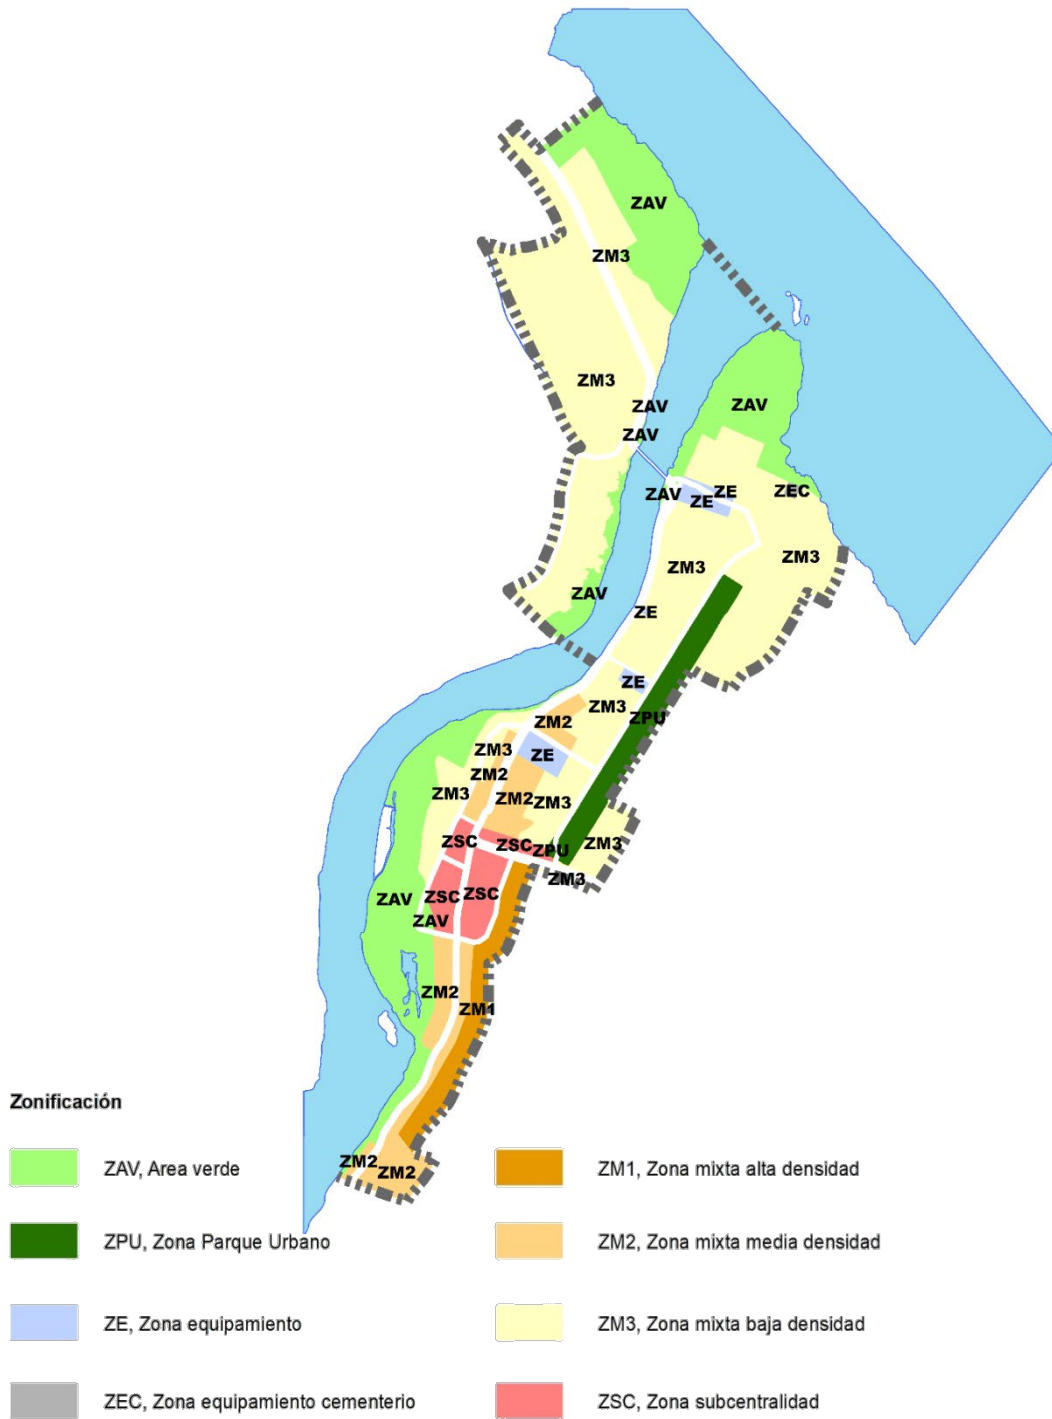 ZAV
ZM3
ZM3
ZAV
ZAV
ZAV
ZAV
ZE
ZE
ZEC
ZM3
ZM3
ZAV
ZE
ZE
ZM3
ZPU
ZM2
ZM3
ZE
ZM2
ZM3
ZM2
ZM3
ZSC
ZSC
ZPU
ZM3
ZM3
ZSC
ZSC
ZAV
ZAV
ZM2
ZM1
ZM2
ZM2
Zonificación
ZAV, Area verde
ZM1, Zona mixta alta densidad
ZPU, Zona Parque Urbano
ZM2, Zona mixta media densidad
ZE, Zona equipamiento
ZM3, Zona mixta baja densidad
ZEC, Zona equipamiento cementerio
ZSC, Zona subcentralidad